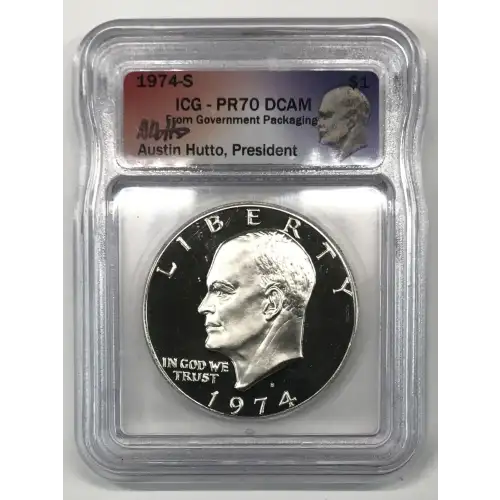 1974-S $1
ICG - PR70 DCAM
From Government Packaging
Austin Hutto, President
LIBERTY
IN GOD WE
TRUST
S
1974